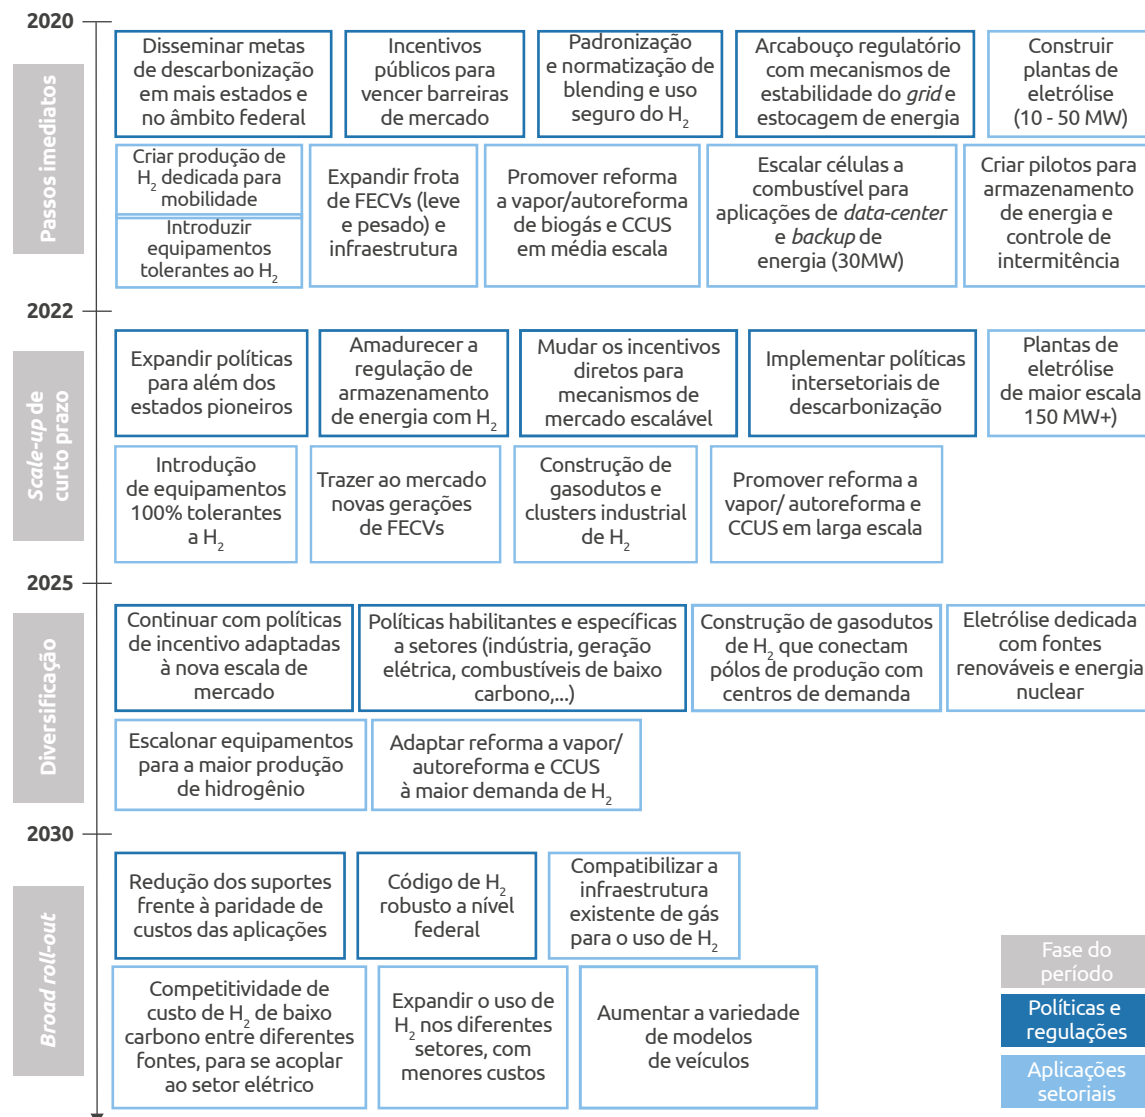 2020
Passos imediatos
Disseminar metas
de descarbonização
em mais estados e
no âmbito federal
Incentivos
públicos para
vencer barreiras
de mercado
Padronização
e normatização de
blending e uso
seguro do H₂
Arcabouço regulatório
com mecanismos de
estabilidade do grid e
estocagem de energia
Construir
plantas de
eletrólise
(10 - 50 MW)
Criar produção de
H₂ dedicada para
mobilidade
Introduzir
equipamentos
tolerantes ao H₂
Expandir frota
de FECVs (leve
e pesado) e
infraestrutura
Promover reforma
a vapor/autoreforma
de biogás e CCUS
em média escala
Escalar células a
combustível para
aplicações de data-center
e backup de
energia (30MW)
Criar pilotos para
armazenamento
de energia e
controle de
intermitência
2022
Scale-up de
curto prazo
Expandir políticas
para além dos
estados pioneiros
Amadurecer a
regulação de
armazenamento
de energia com H₂
Mudar os incentivos
diretos para
mecanismos de
mercado escalável
Implementar políticas
intersetoriais de
descarbonização
Plantas de
eletrólise
de maior escala
150 MW+)
Introdução
de equipamentos
100% tolerantes
a H₂
Trazer ao mercado
novas gerações
de FECVs
Construção de
gasodutos e
clusters industrial
de H₂
Promover reforma a
vapor/ autoreforma e
CCUS em larga escala
2025
Diversificação
Continuar com políticas
de incentivo adaptadas
à nova escala de
mercado
Políticas habilitantes e específicas
a setores (indústria, geração
elétrica, combustíveis de baixo
carbono,...)
Construção de gasodutos
de H₂ que conectam
pólos de produção com
centros de demanda
Eletrólise dedicada
com fontes
renováveis e energia
nuclear
Escalonar equipamentos
para a maior produção
de hidrogênio
Adaptar reforma a vapor/
autoreforma e CCUS
à maior demanda de H₂
2030
Broad roll-out
Redução dos suportes
frente à paridade de
custos das aplicações
Código de H₂
robusto a nível
federal
Compatibilizar a
infraestrutura
existente de gás
para o uso de H₂
Competitividade de
custo de H₂ de baixo
carbono entre diferentes
fontes, para se acoplar
ao setor elétrico
Expandir o uso de
H₂ nos diferentes
setores, com
menores custos
Aumentar a variedade
de modelos
de veículos
Fase do
período
Políticas e
regulações
Aplicações
setoriais